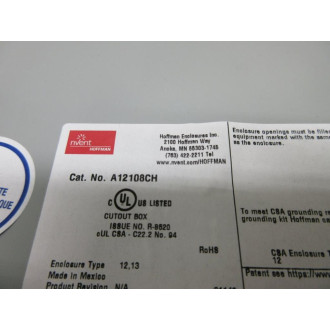 nvent
HOFFMAN
Hoffman Enclosures Inc.
2100 Hoffman Way
Anoka, MN 55303-1745
(763) 422-2211 Tel
www.nvent.com/HOFFMAN
Enclosure openings must be filled
equipment marked with the same
as the enclosure.
Cat. No. A12108CH
C UL US LISTED
CUTOUT BOX
ISSUE NO. R-8620
cUL CSA - C22.2 No. 94
RoHS
Enclosure Type 12,13
Made in Mexico
Product Revision N/A
To meet CSA grounding
grounding kit Hoffman
CSA Enclosure
12
Patent see https://www